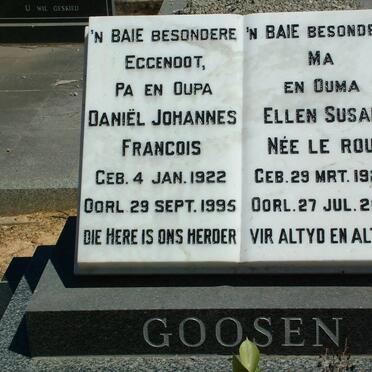 U WIL GESKIED
'N BAIE BESONDERE
ECCENOOT,
PA EN OUPA
DANIËL JOHANNES
FRANCOIS
GEB. 4 JAN. 1922
OORL. 29 SEPT. 1995
DIE HERE IS ONS HERDER
'N BAIE BESONDE
MA
EN OUMA
ELLEN SUSA
NÉE LE ROU
GEB. 29 MRT. 19
OORL. 27 JUL. 2
VIR ALTYD EN AL
GOOSEN